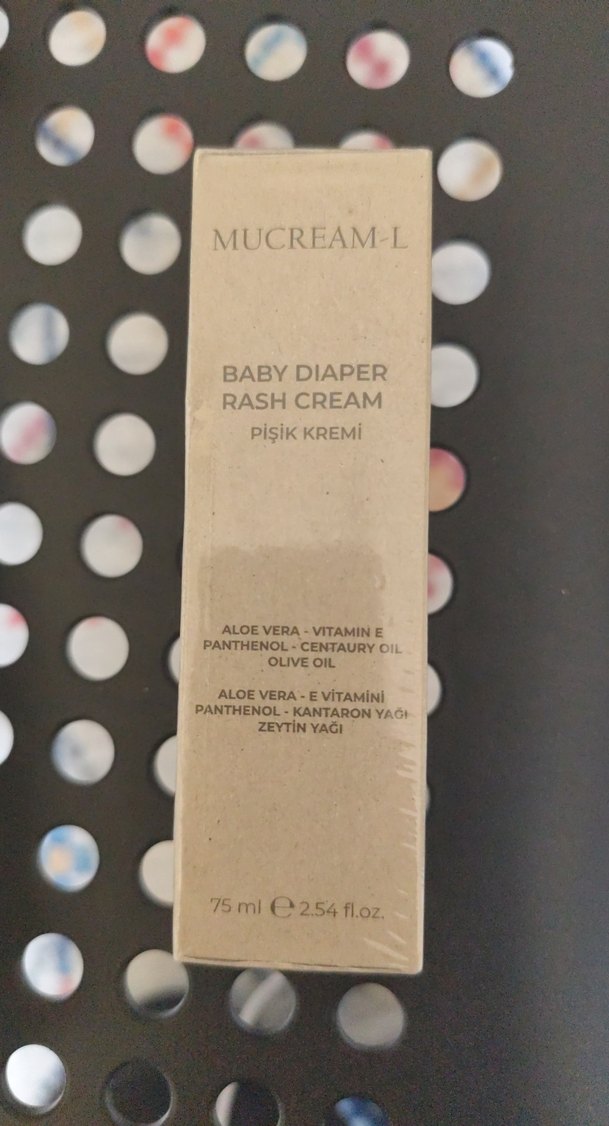 MUCREAM-L
BABY DIAPER
RASH CREAM
PİŞİK KREMİ
ALOE VERA - VITAMIN E
PANTHENOL - CENTAURY OIL
OLIVE OIL
ALOE VERA - E VİTAMİNİ
PANTHENOL - KANTARON YAĞI
ZEYTİN YAĞI
75 ml ℮ 2.54 fl.oz.